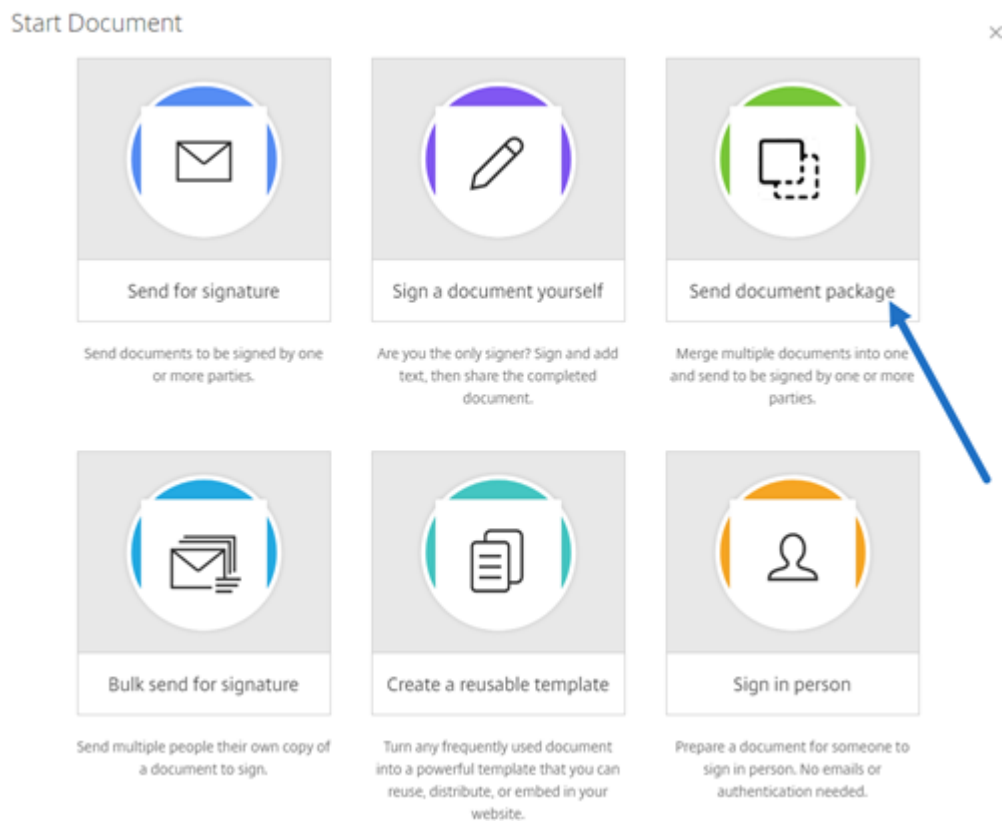 Start Document
Send for signature
Send documents to be signed by one
or more parties.
Sign a document yourself
Are you the only signer? Sign and add
text, then share the completed
document.
Send document package
Merge multiple documents into one
and send to be signed by one or more
parties.
Bulk send for signature
Send multiple people their own copy of
a document to sign.
Create a reusable template
Turn any frequently used document
into a powerful template that you can
reuse, distribute, or embed in your
website.
Sign in person
Prepare a document for someone to
sign in person. No emails or
authentication needed.